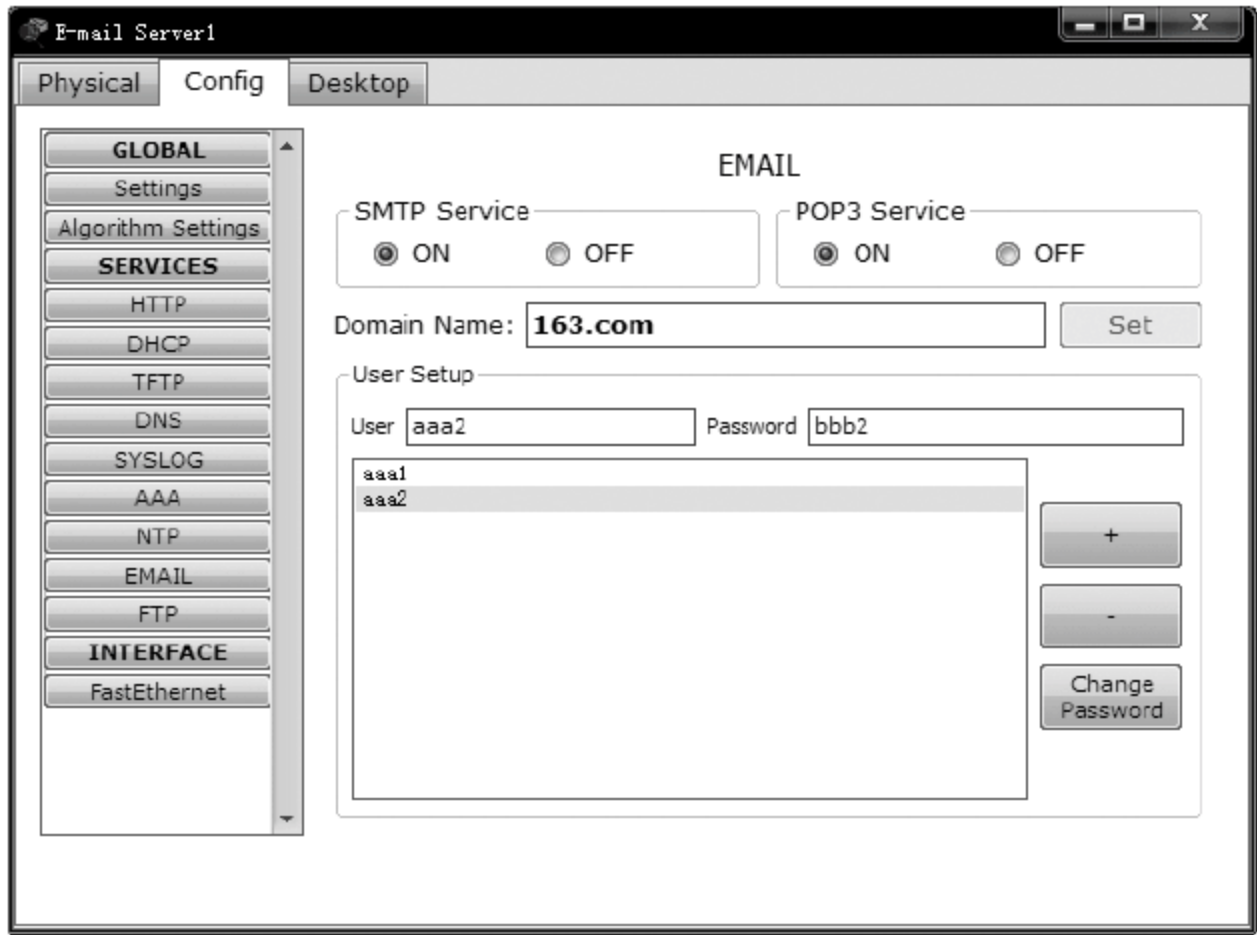 E-mail Server1
X
Physical Config Desktop
GLOBAL
Settings
Algorithm Settings
SERVICES
HTTP
DHCP
TFTP
DNS
SYSLOG
AAA
NTP
EMAIL
FTP
INTERFACE
FastEthernet
EMAIL
SMTP Service
ON OFF
POP3 Service
ON OFF
Domain Name: 163.com Set
User Setup
User aaa2 Password bbb2
aaa1
aaa2
+
-
Change
Password